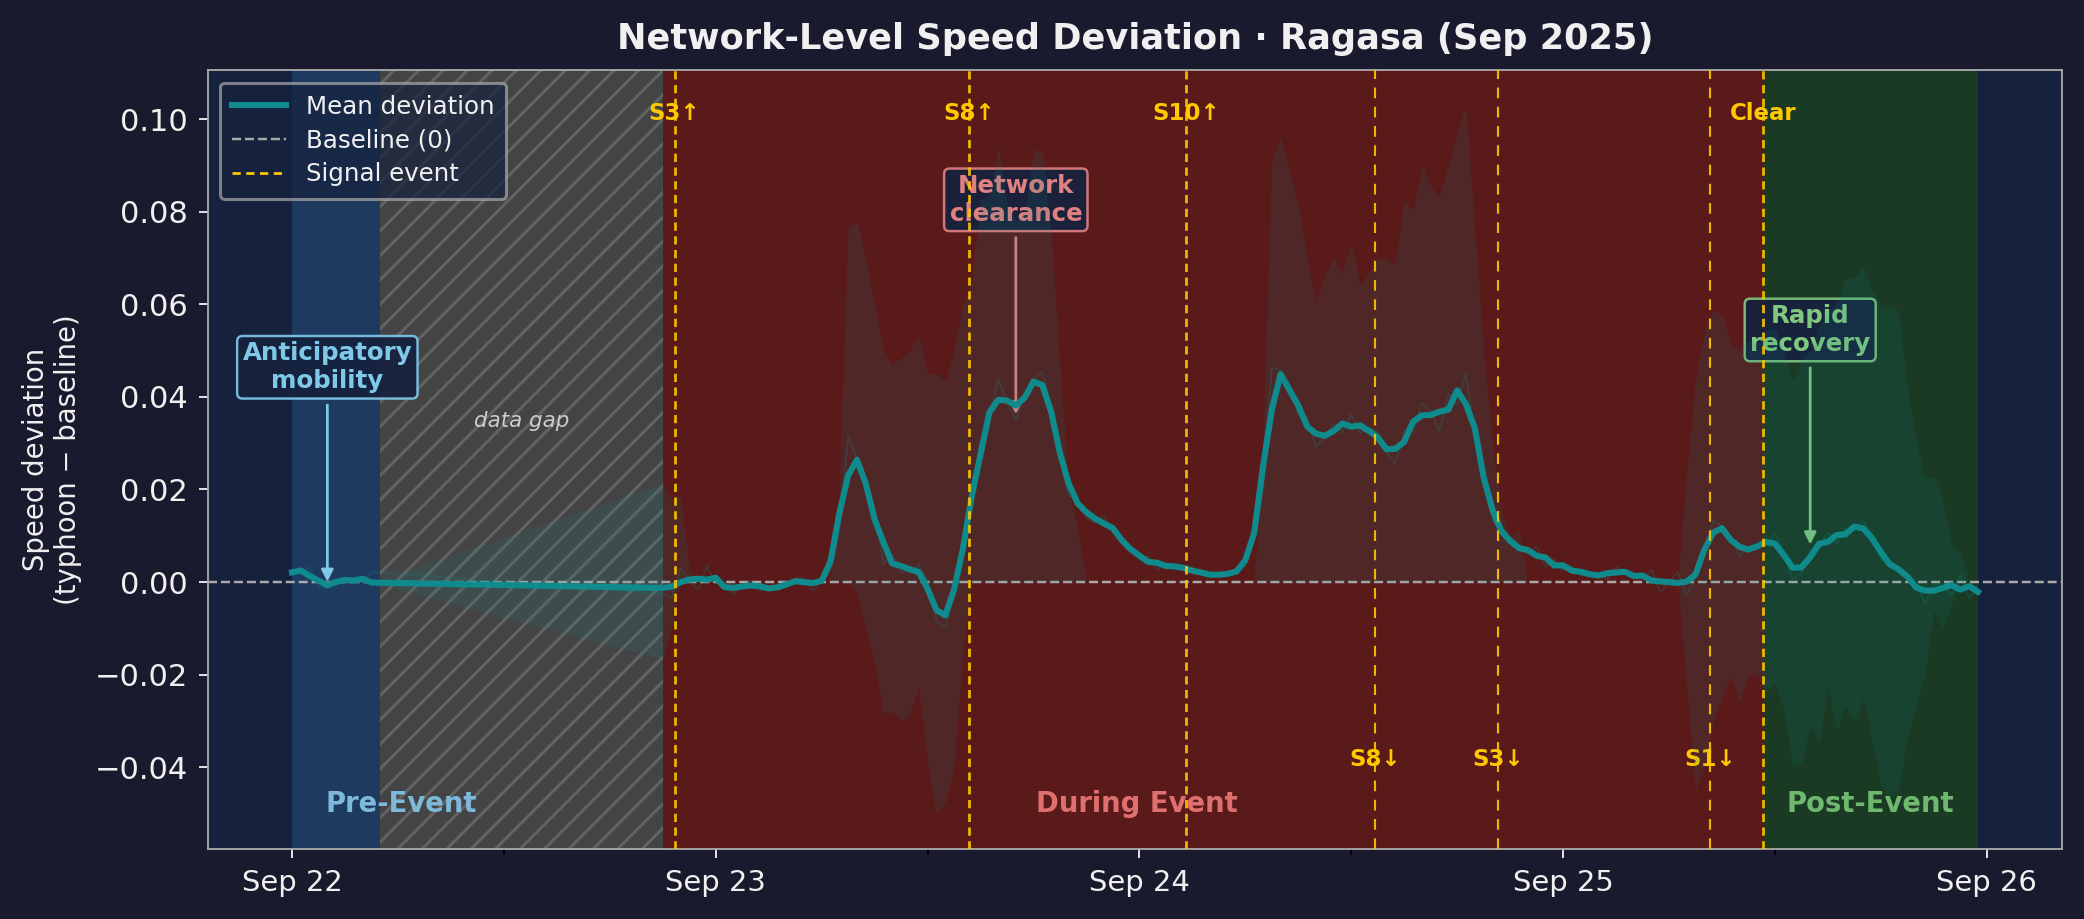 Network-Level Speed Deviation · Ragasa (Sep 2025)
Mean deviation
Baseline (0)
Signal event
S3↑
S8↑
S10↑
Clear
Network
clearance
Rapid
recovery
Anticipatory
mobility
data gap
S8↓
S3↓
S1↓
Pre-Event
During Event
Post-Event
Speed deviation
(typhoon − baseline)
0.10
0.08
0.06
0.04
0.02
0.00
−0.02
−0.04
Sep 22
Sep 23
Sep 24
Sep 25
Sep 26